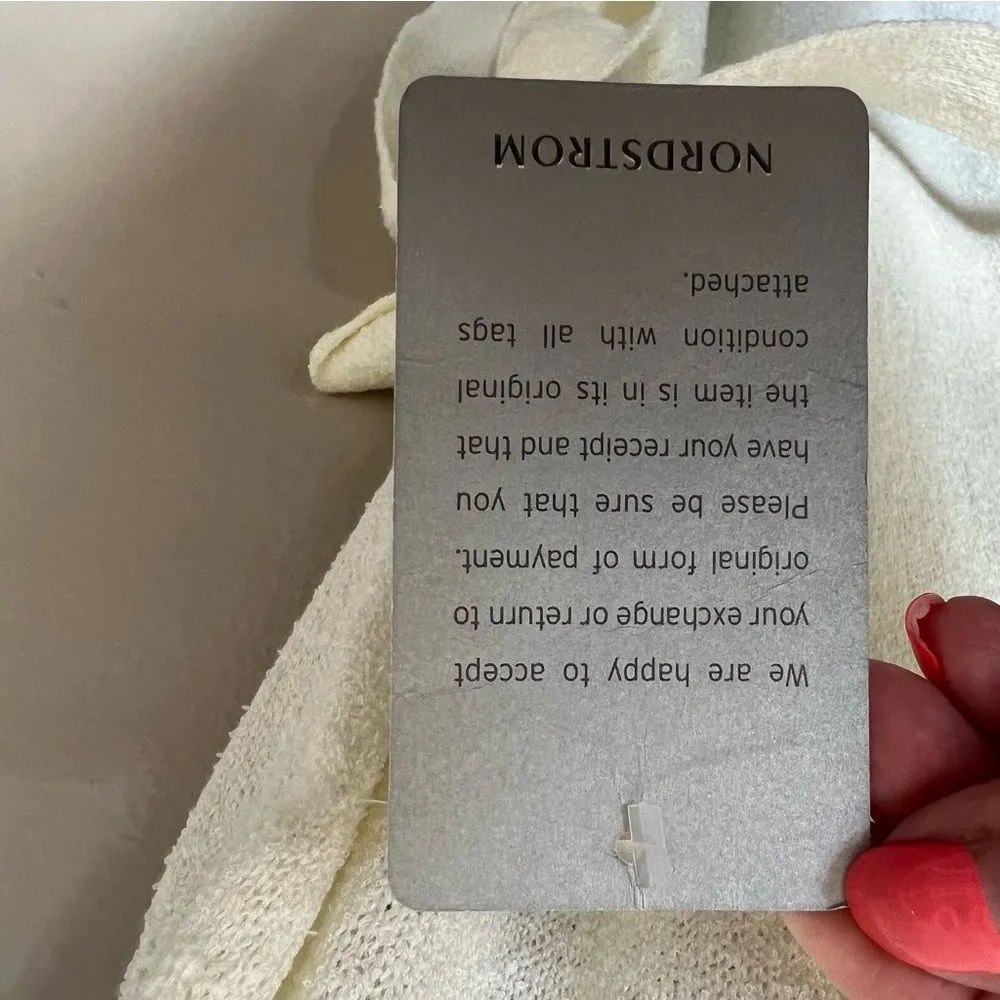 We are happy to accept
your exchange or return to
original form of payment.
Please be sure that you
have your receipt and that
the item is in its original
condition with all tags
attached.
NORDSTROM